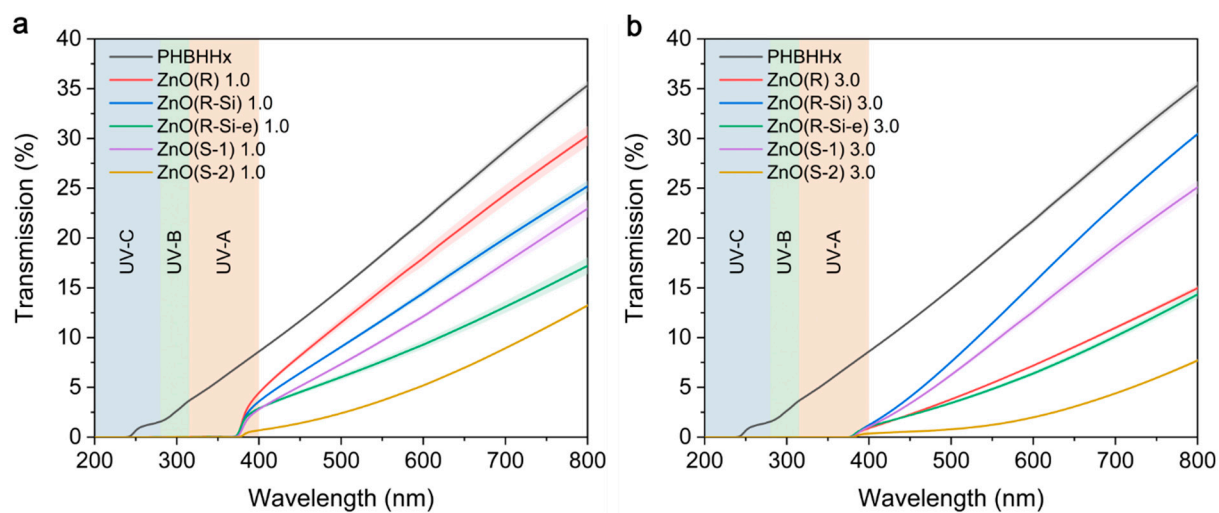 a
Transmission (%)
40
35
30
25
20
15
10
5
0
PHBHHx
ZnO(R) 1.0
ZnO(R-Si) 1.0
ZnO(R-Si-e) 1.0
ZnO(S-1) 1.0
ZnO(S-2) 1.0
UV-C
UV-B
UV-A
200 300 400 500 600 700 800
Wavelength (nm)
b
Transmission (%)
40
35
30
25
20
15
10
5
0
PHBHHx
ZnO(R) 3.0
ZnO(R-Si) 3.0
ZnO(R-Si-e) 3.0
ZnO(S-1) 3.0
ZnO(S-2) 3.0
UV-C
UV-B
UV-A
200 300 400 500 600 700 800
Wavelength (nm)